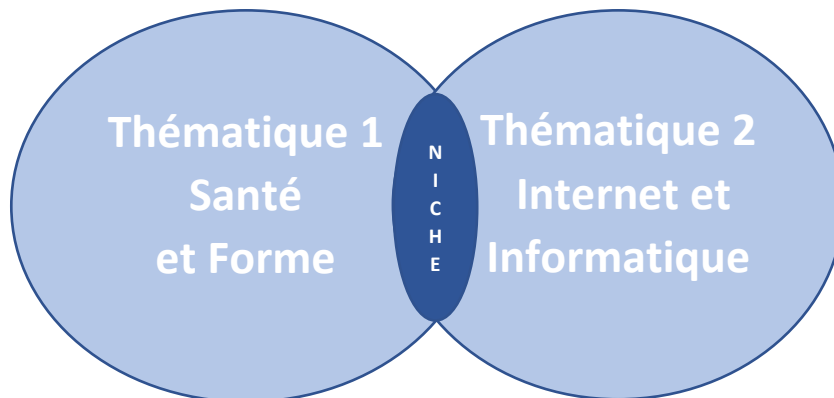 Thématique 1
Santé
et Forme
N
I
C
H
E
Thématique 2
Internet et
Informatique